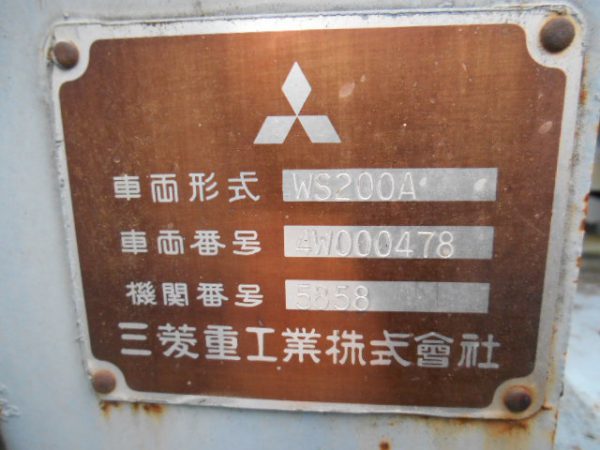 車両形式 WS200A
車両番号 4W000478
機関番号 5858
三菱重工業株式會社